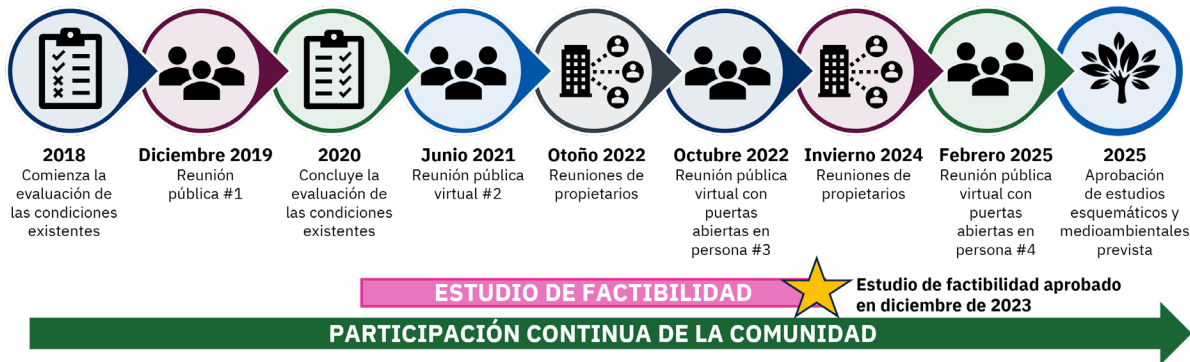 2018
Comienza la
evaluación de
las condiciones
existentes
Diciembre 2019
Reunión
pública #1
2020
Concluye la
evaluación de
las condiciones
existentes
Junio 2021
Reunión pública
virtual #2
Otoño 2022
Reuniones de
propietarios
Octubre 2022
Reunión pública
virtual con
puertas
abiertas en
persona #3
Invierno 2024
Reuniones de
propietarios
Febrero 2025
Reunión pública
virtual con
puertas
abiertas en
persona #4
2025
Aprobación
de estudios
esquemáticos y
medioambientales
prevista
ESTUDIO DE FACTIBILIDAD
Estudio de factibilidad aprobado
en diciembre de 2023
PARTICIPACIÓN CONTINUA DE LA COMUNIDAD